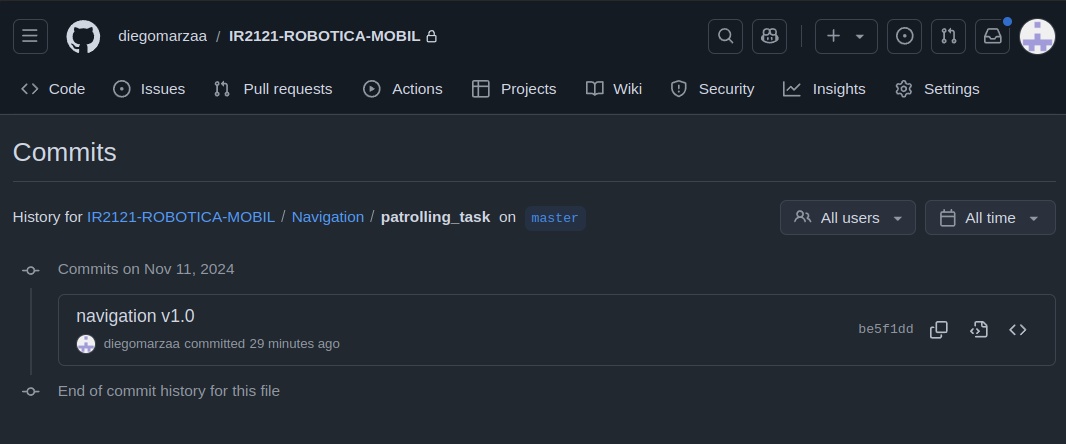 diegomarzaa / IR2121-ROBOTICA-MOBIL
Code Issues Pull requests Actions Projects Wiki Security Insights Settings
Commits
History for IR2121-ROBOTICA-MOBIL / Navigation / patrolling_task on master All users All time
Commits on Nov 11, 2024
navigation v1.0
diegomarzaa committed 29 minutes ago
be5f1dd
End of commit history for this file